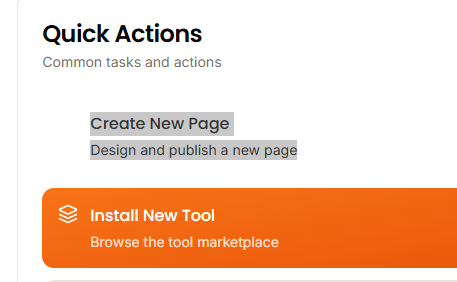 Quick Actions
Common tasks and actions
Create New Page
Design and publish a new page
Install New Tool
Browse the tool marketplace